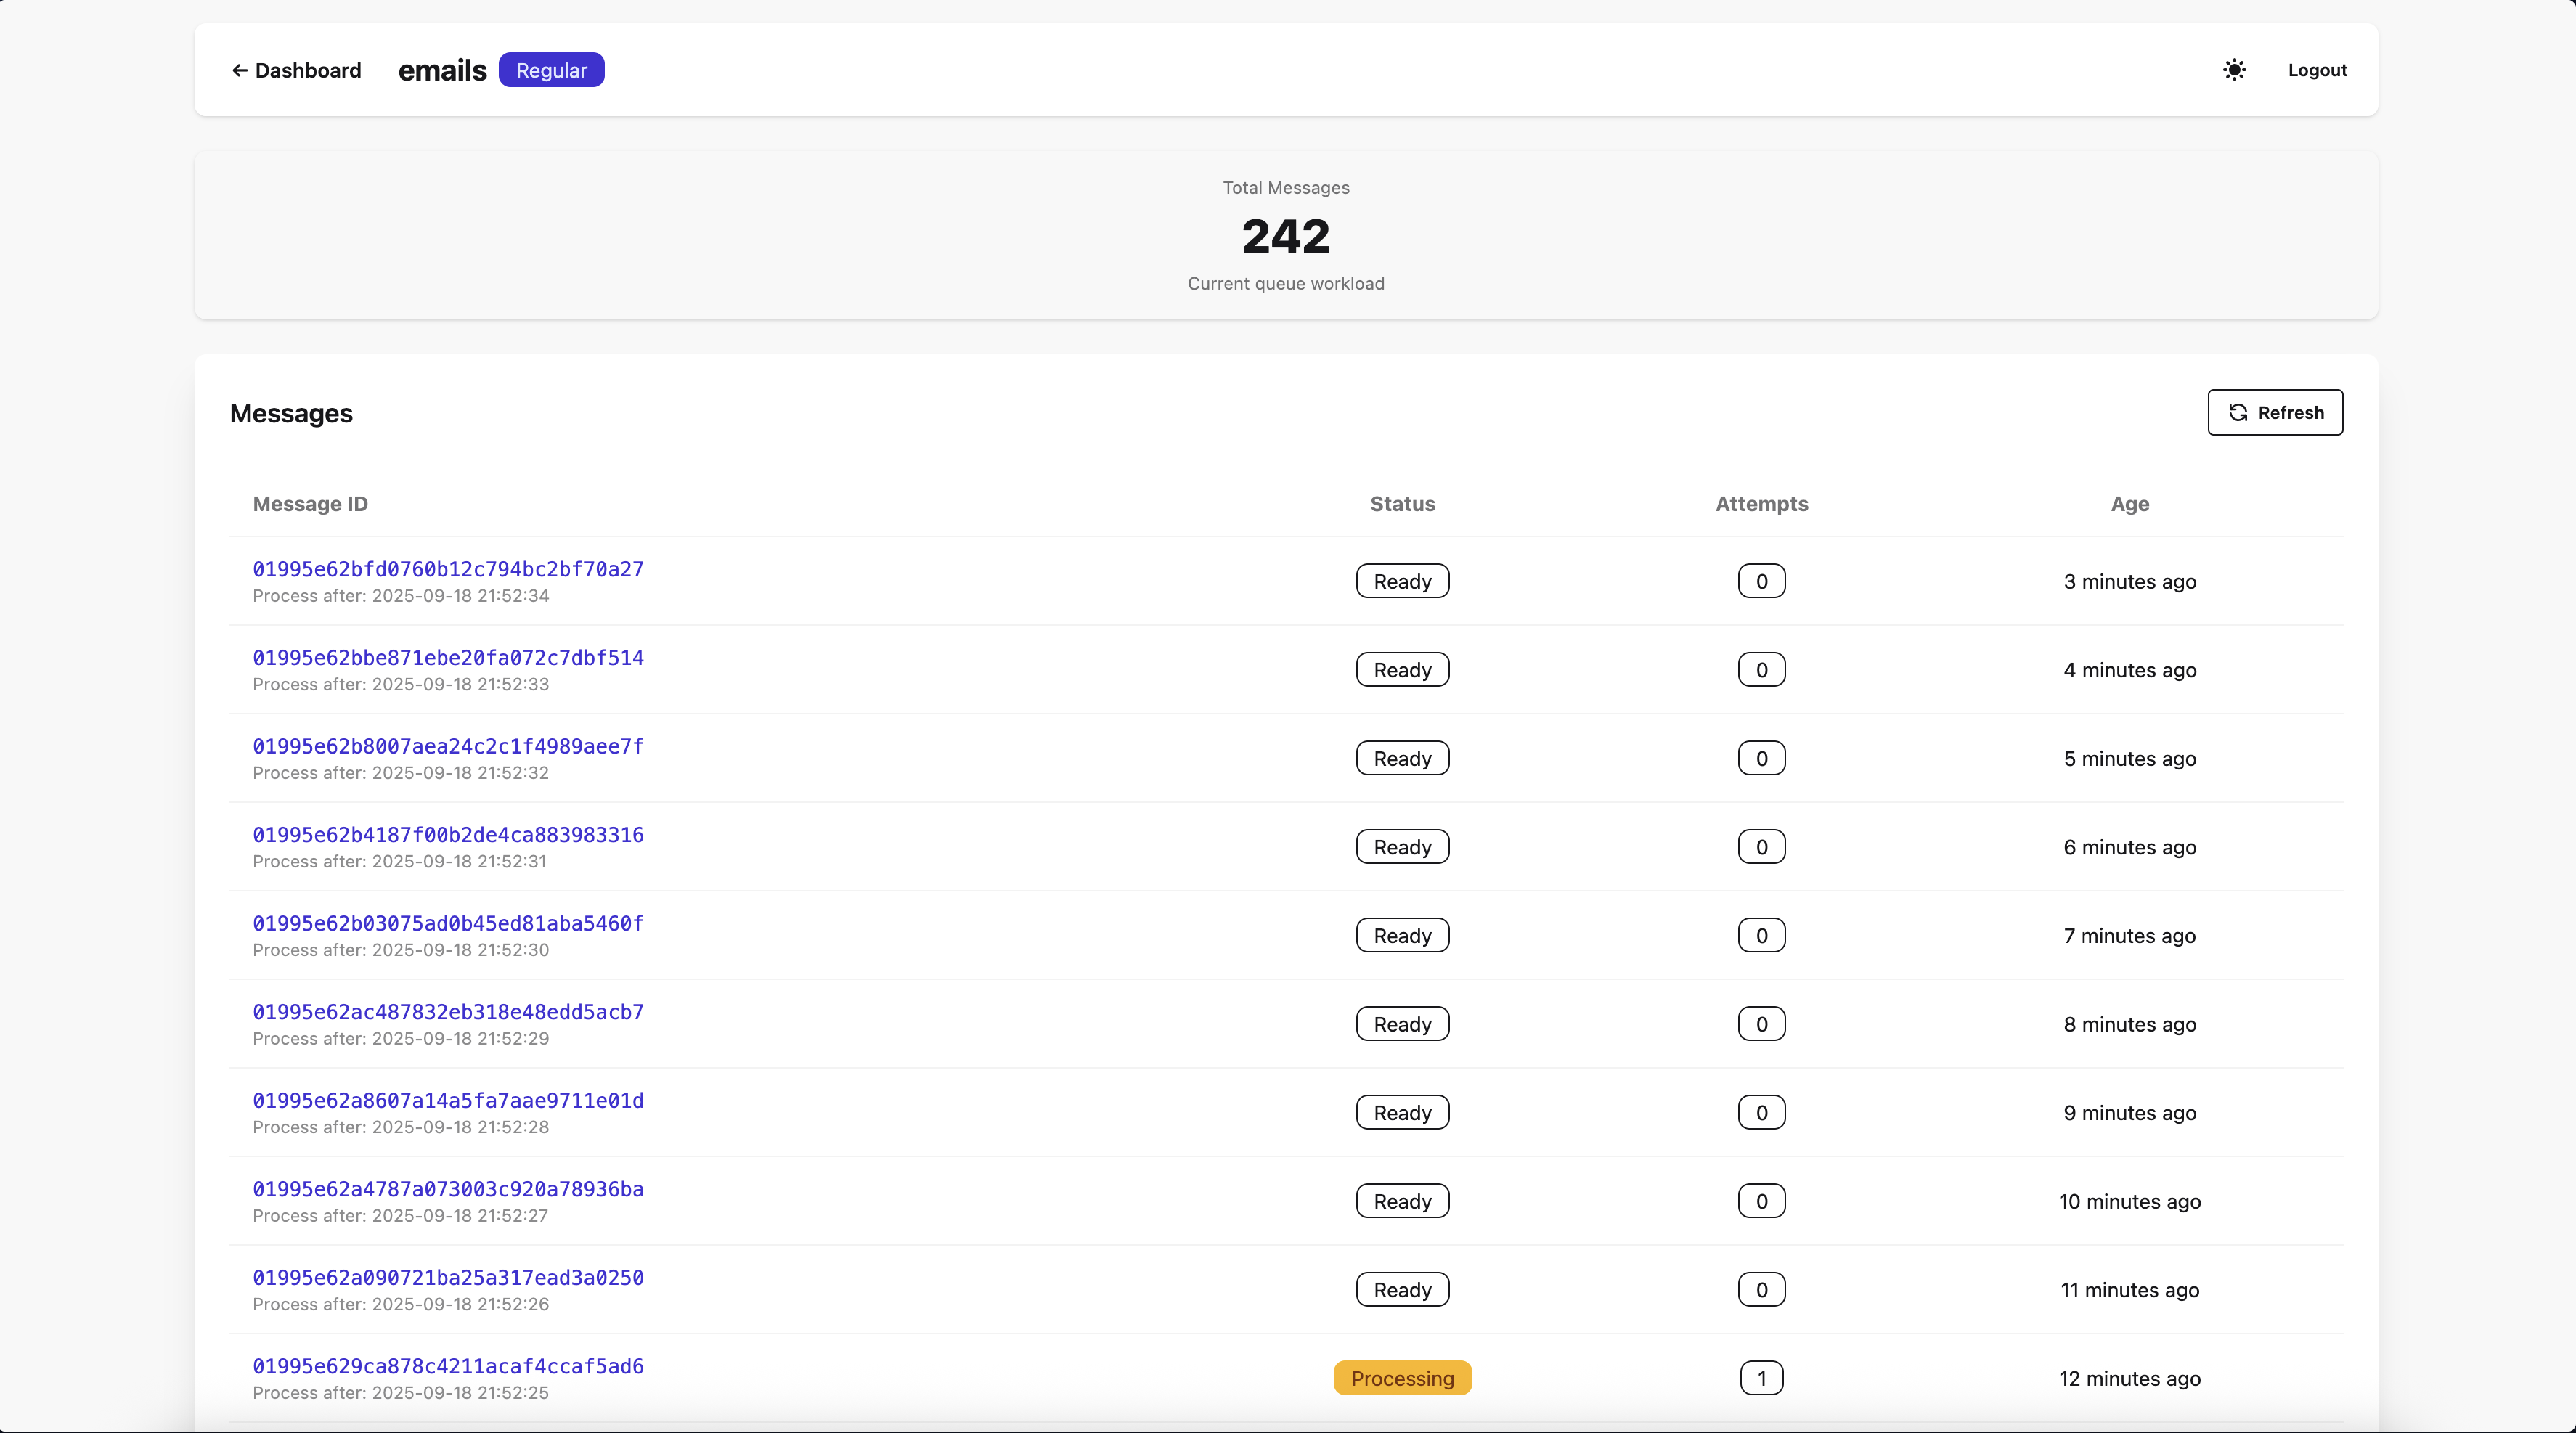 ← Dashboard emails Regular Logout
Total Messages
242
Current queue workload
Messages Refresh
Message ID Status Attempts Age
01995e62bfd0760b12c794bc2bf70a27 Ready 0 3 minutes ago
Process after: 2025-09-18 21:52:34
01995e62bbe871ebe20fa072c7dbf514 Ready 0 4 minutes ago
Process after: 2025-09-18 21:52:33
01995e62b8007aea24c2c1f4989aee7f Ready 0 5 minutes ago
Process after: 2025-09-18 21:52:32
01995e62b4187f00b2de4ca883983316 Ready 0 6 minutes ago
Process after: 2025-09-18 21:52:31
01995e62b03075ad0b45ed81aba5460f Ready 0 7 minutes ago
Process after: 2025-09-18 21:52:30
01995e62ac487832eb318e48edd5acb7 Ready 0 8 minutes ago
Process after: 2025-09-18 21:52:29
01995e62a8607a14a5fa7aae9711e01d Ready 0 9 minutes ago
Process after: 2025-09-18 21:52:28
01995e62a4787a073003c920a78936ba Ready 0 10 minutes ago
Process after: 2025-09-18 21:52:27
01995e62a090721ba25a317ead3a0250 Ready 0 11 minutes ago
Process after: 2025-09-18 21:52:26
01995e629ca878c4211acaf4ccaf5ad6 Processing 1 12 minutes ago
Process after: 2025-09-18 21:52:25